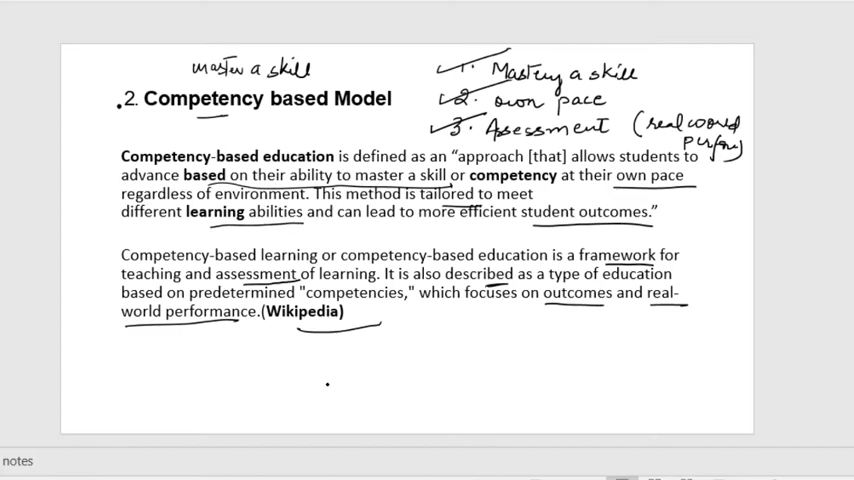 master a skill
1. Mastery a skill
.2. Competency based Model
2. own pace
3. Assessment (real world
Competency-based education is defined as an “approach [that] allows students to
advance based on their ability to master a skill or competency at their own pace
regardless of environment. This method is tailored to meet
different learning abilities and can lead to more efficient student outcomes.”
Competency-based learning or competency-based education is a framework for
teaching and assessment of learning. It is also described as a type of education
based on predetermined "competencies," which focuses on outcomes and real-
world performance.(Wikipedia)
notes